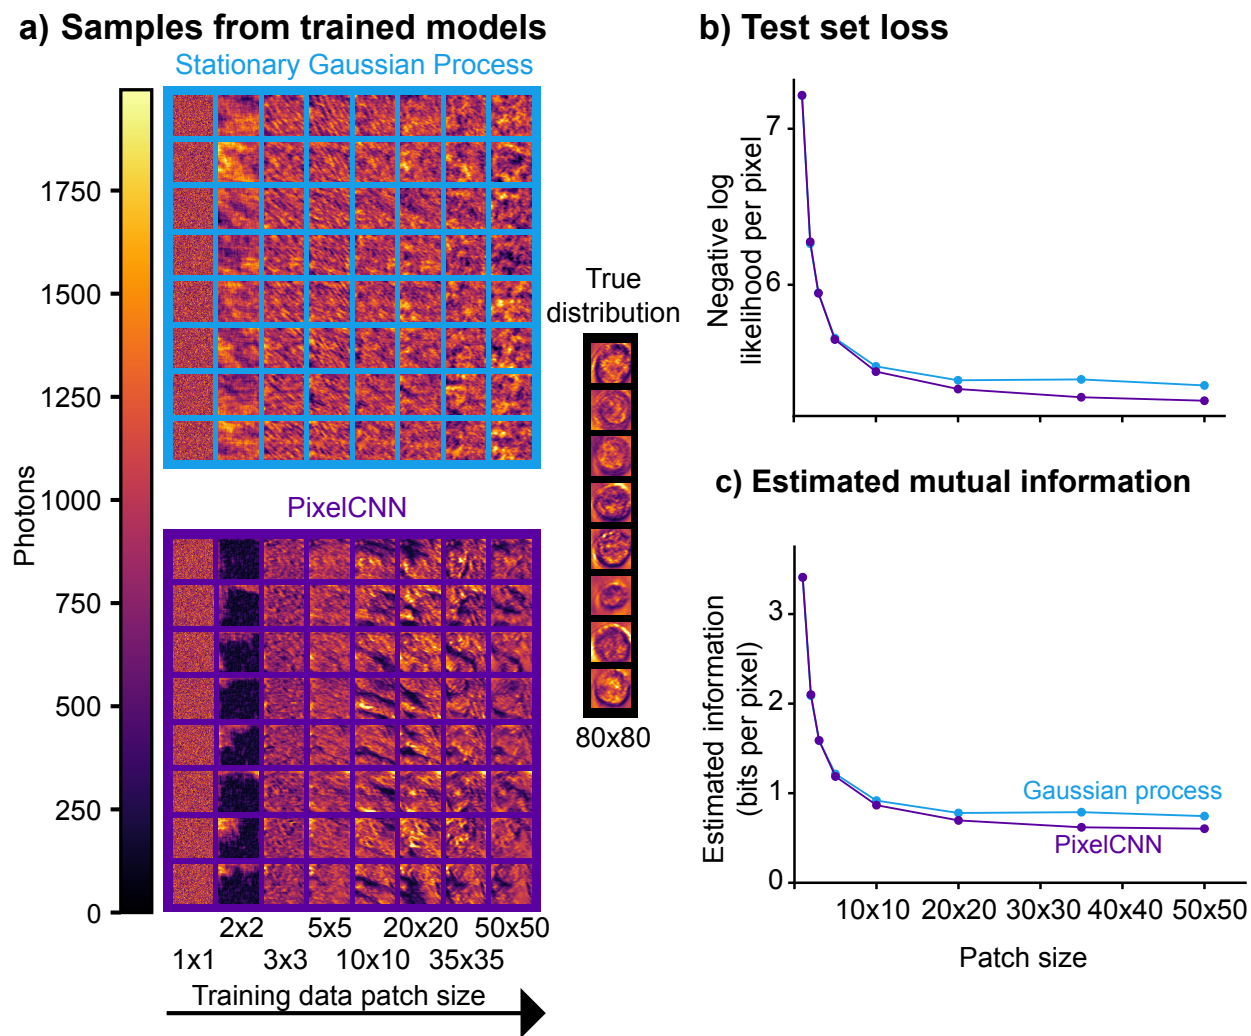 a) Samples from trained models
Stationary Gaussian Process
Photons
1750
1500
1250
1000
750
500
250
0
PixelCNN
1x1
2x2
3x3
5x5
10x10
20x20
35x35
50x50
Training data patch size
True
distribution
80x80
b) Test set loss
Negative log
likelihood per pixel
7
6
c) Estimated mutual information
Estimated information
(bits per pixel)
3
2
1
0
Gaussian process
PixelCNN
10x10 20x20 30x30 40x40 50x50
Patch size